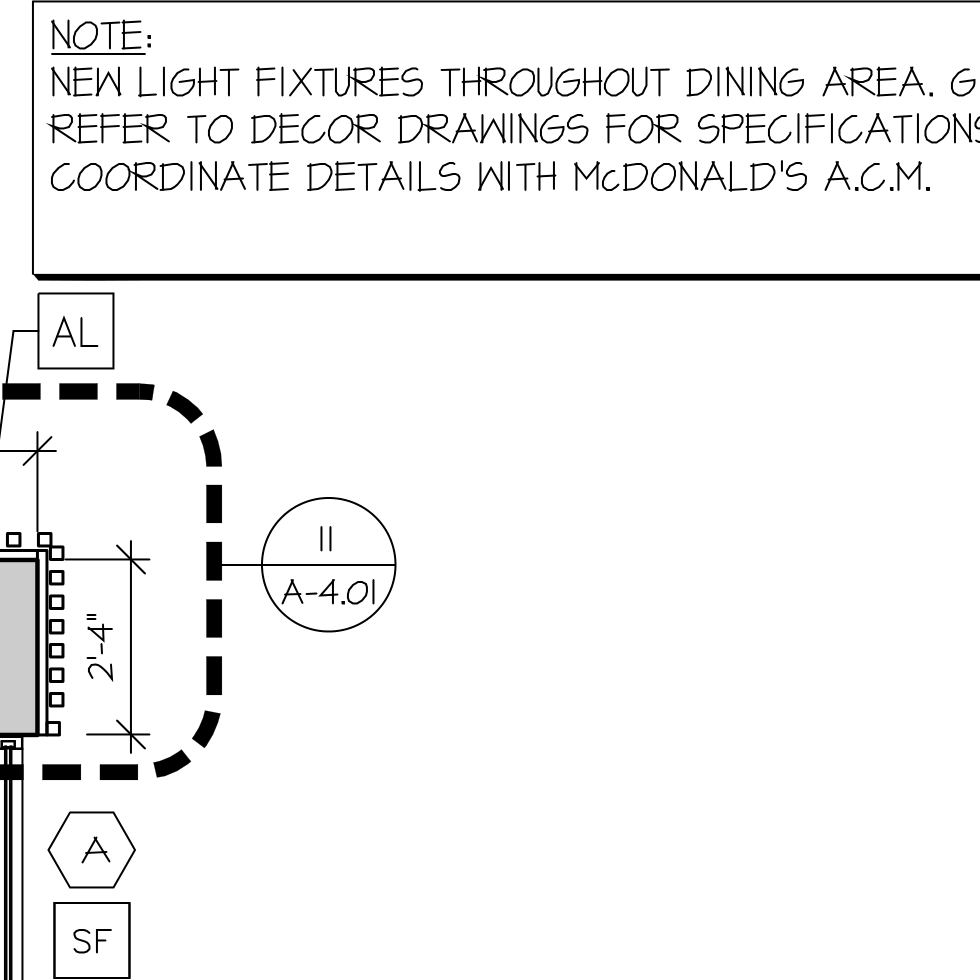 NOTE:
NEW LIGHT FIXTURES THROUGHOUT DINING AREA. G
REFER TO DECOR DRAWINGS FOR SPECIFICATIONS
COORDINATE DETAILS WITH McDONALD'S A.C.M.
AL
11
A-4.01
2'-4"
A
SF